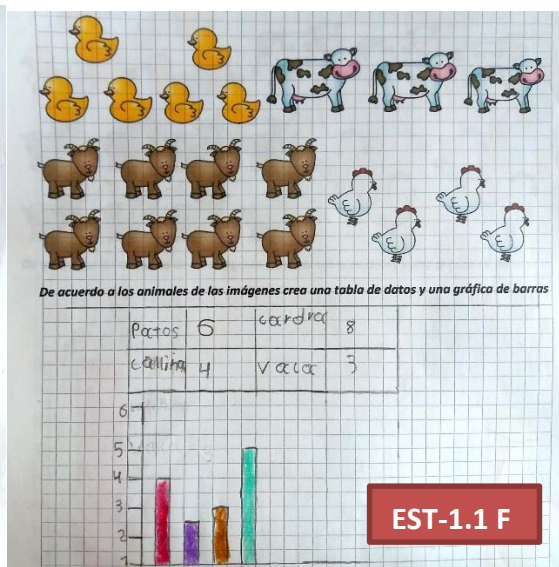 De acuerdo a los animales de las imágenes crea una tabla de datos y una gráfica de barras
Patos 6 cardra 8
callina 4 Vaca 3
6
5
4
3
2
1
EST-1.1 F